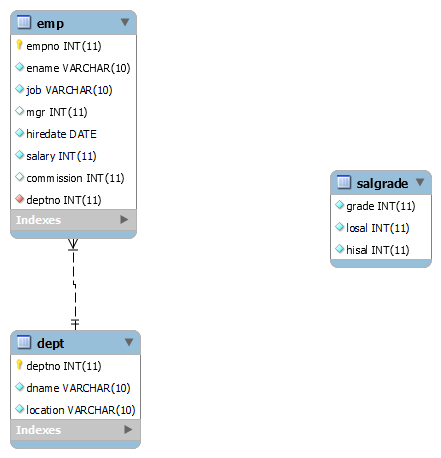 emp
empno INT(11)
ename VARCHAR(10)
job VARCHAR(10)
mgr INT(11)
hiredate DATE
salary INT(11)
commission INT(11)
deptno INT(11)
Indexes
salgrade
grade INT(11)
losal INT(11)
hisal INT(11)
dept
deptno INT(11)
dname VARCHAR(10)
location VARCHAR(10)
Indexes